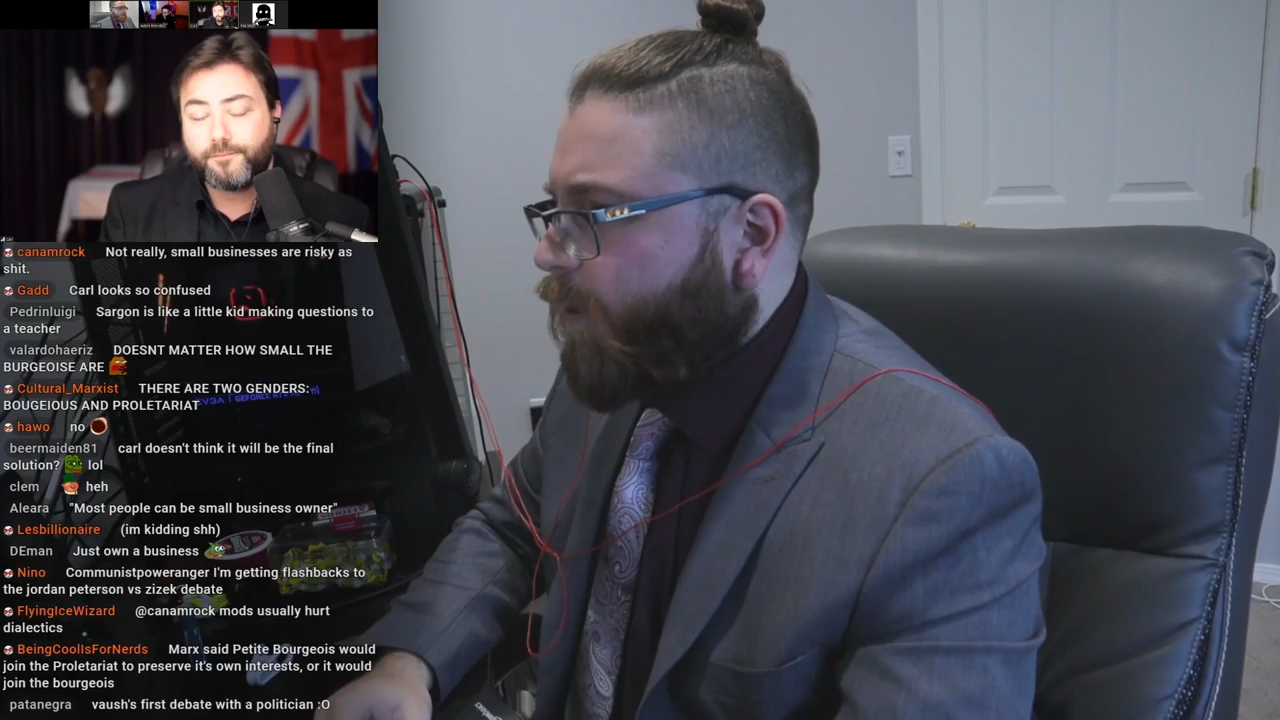 canamrock Not really, small businesses are risky as
shit.
Gadd Carl looks so confused
Pedrinluigi Sargon is like a little kid making questions to
a teacher
valardohaeriz DOESNT MATTER HOW SMALL THE
BURGEOISE ARE
Cultural_Marxist THERE ARE TWO GENDERS:
BOUGEIOUS AND PROLETARIAT
EVGA | GEFORCE
hawo no
beermaiden81 carl doesn't think it will be the final
solution? lol
clem heh
Aleara "Most people can be small business owner"
Lesbillionaire (im kidding shh)
DEman Just own a business
Nino Communistpoweranger I'm getting flashbacks to
the jordan peterson vs zizek debate
FlyingIceWizard @canamrock mods usually hurt
dialectics
BeingCoolIsForNerds Marx said Petite Bourgeois would
join the Proletariat to preserve it's own interests, or it would
join the bourgeois
patanegra vaush's first debate with a politician :O